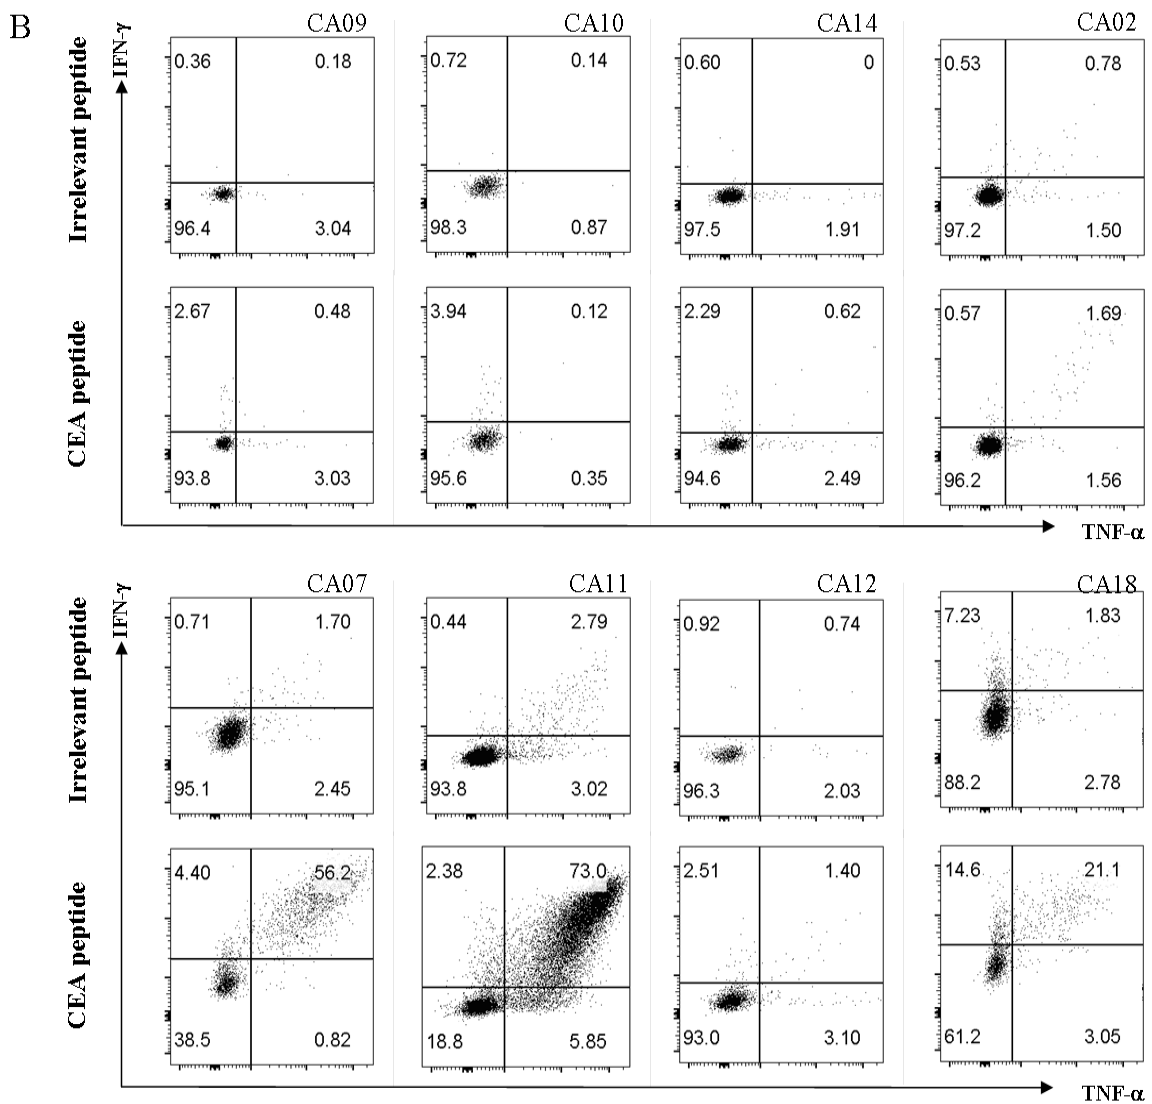 B
CA09 CA10 CA14 CA02
IFN-γ
Irrelevant peptide
0.36 0.18 0.72 0.14 0.60 0 0.53 0.78
96.4 3.04 98.3 0.87 97.5 1.91 97.2 1.50
CEA peptide
2.67 0.48 3.94 0.12 2.29 0.62 0.57 1.69
93.8 3.03 95.6 0.35 94.6 2.49 96.2 1.56
TNF-α
CA07 CA11 CA12 CA18
IFN-γ
Irrelevant peptide
0.71 1.70 0.44 2.79 0.92 0.74 7.23 1.83
95.1 2.45 93.8 3.02 96.3 2.03 88.2 2.78
CEA peptide
4.40 56.2 2.38 73.0 2.51 1.40 14.6 21.1
38.5 0.82 18.8 5.85 93.0 3.10 61.2 3.05
TNF-α